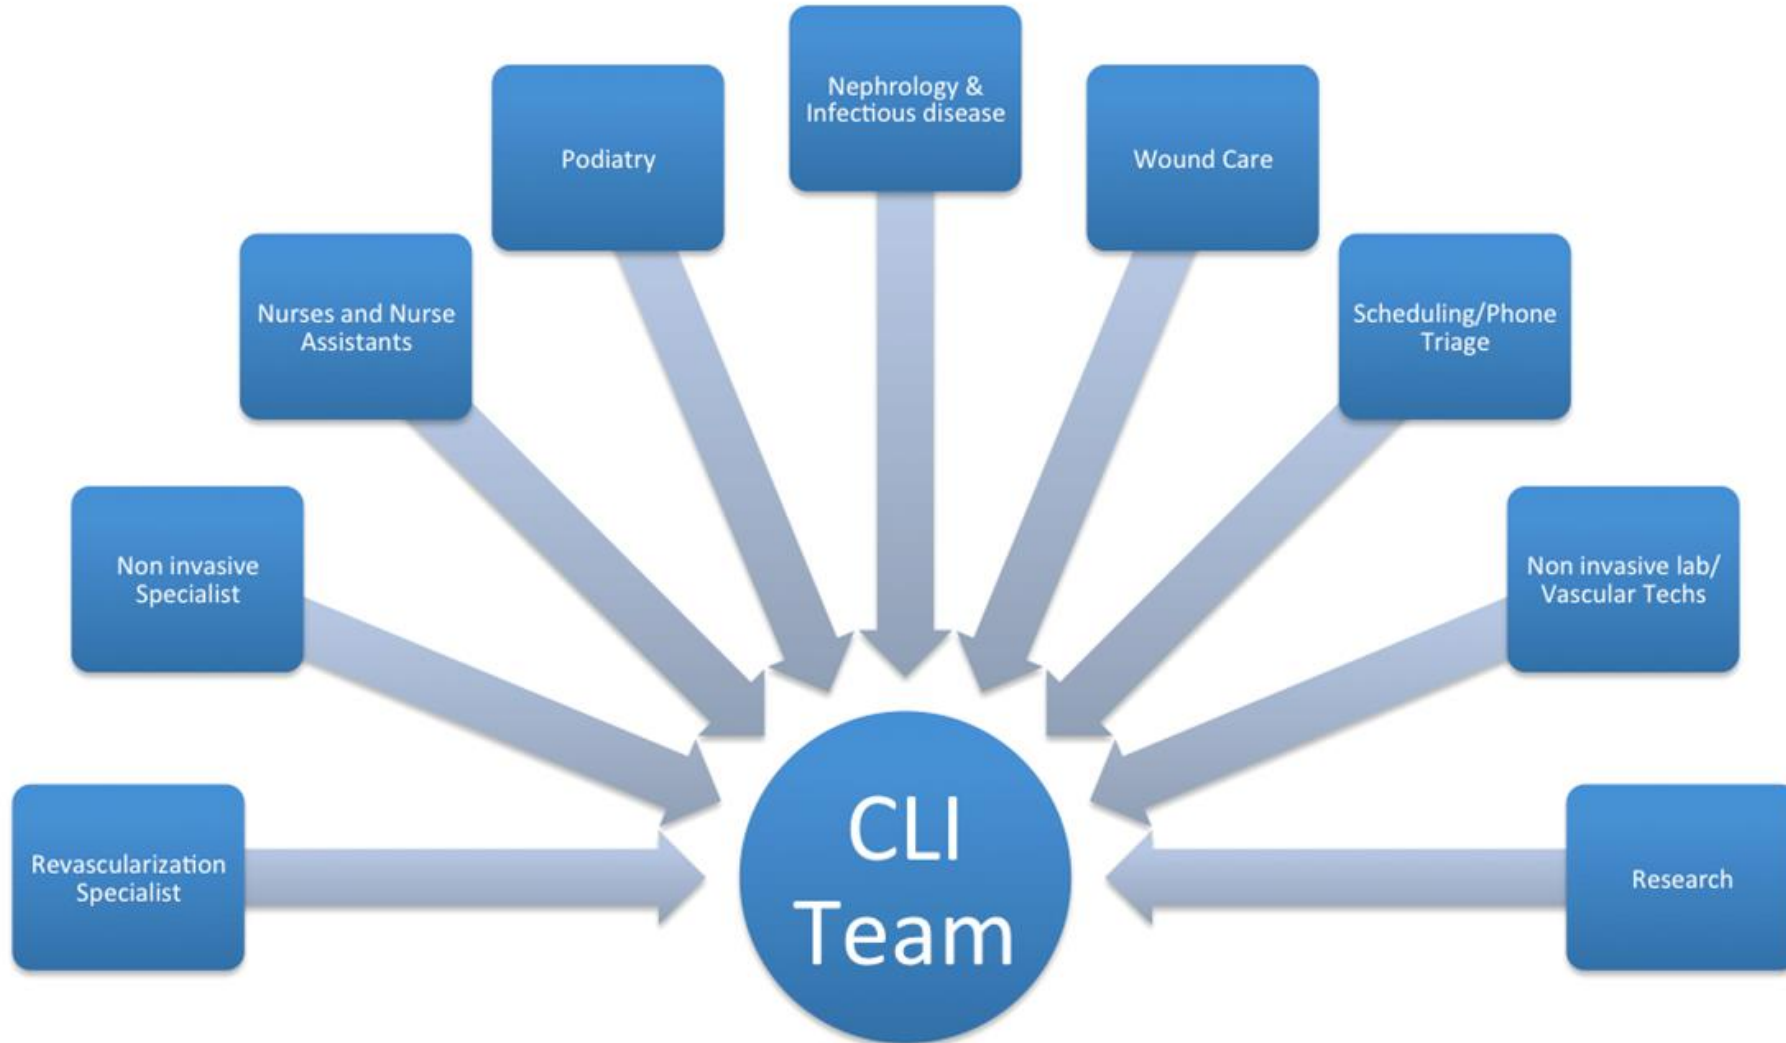 Nephrology &
Infectious disease
Podiatry
Wound Care
Nurses and Nurse
Assistants
Scheduling/Phone
Triage
Non invasive
Specialist
Non invasive lab/
Vascular Techs
Revascularization
Specialist
CLI
Team
Research